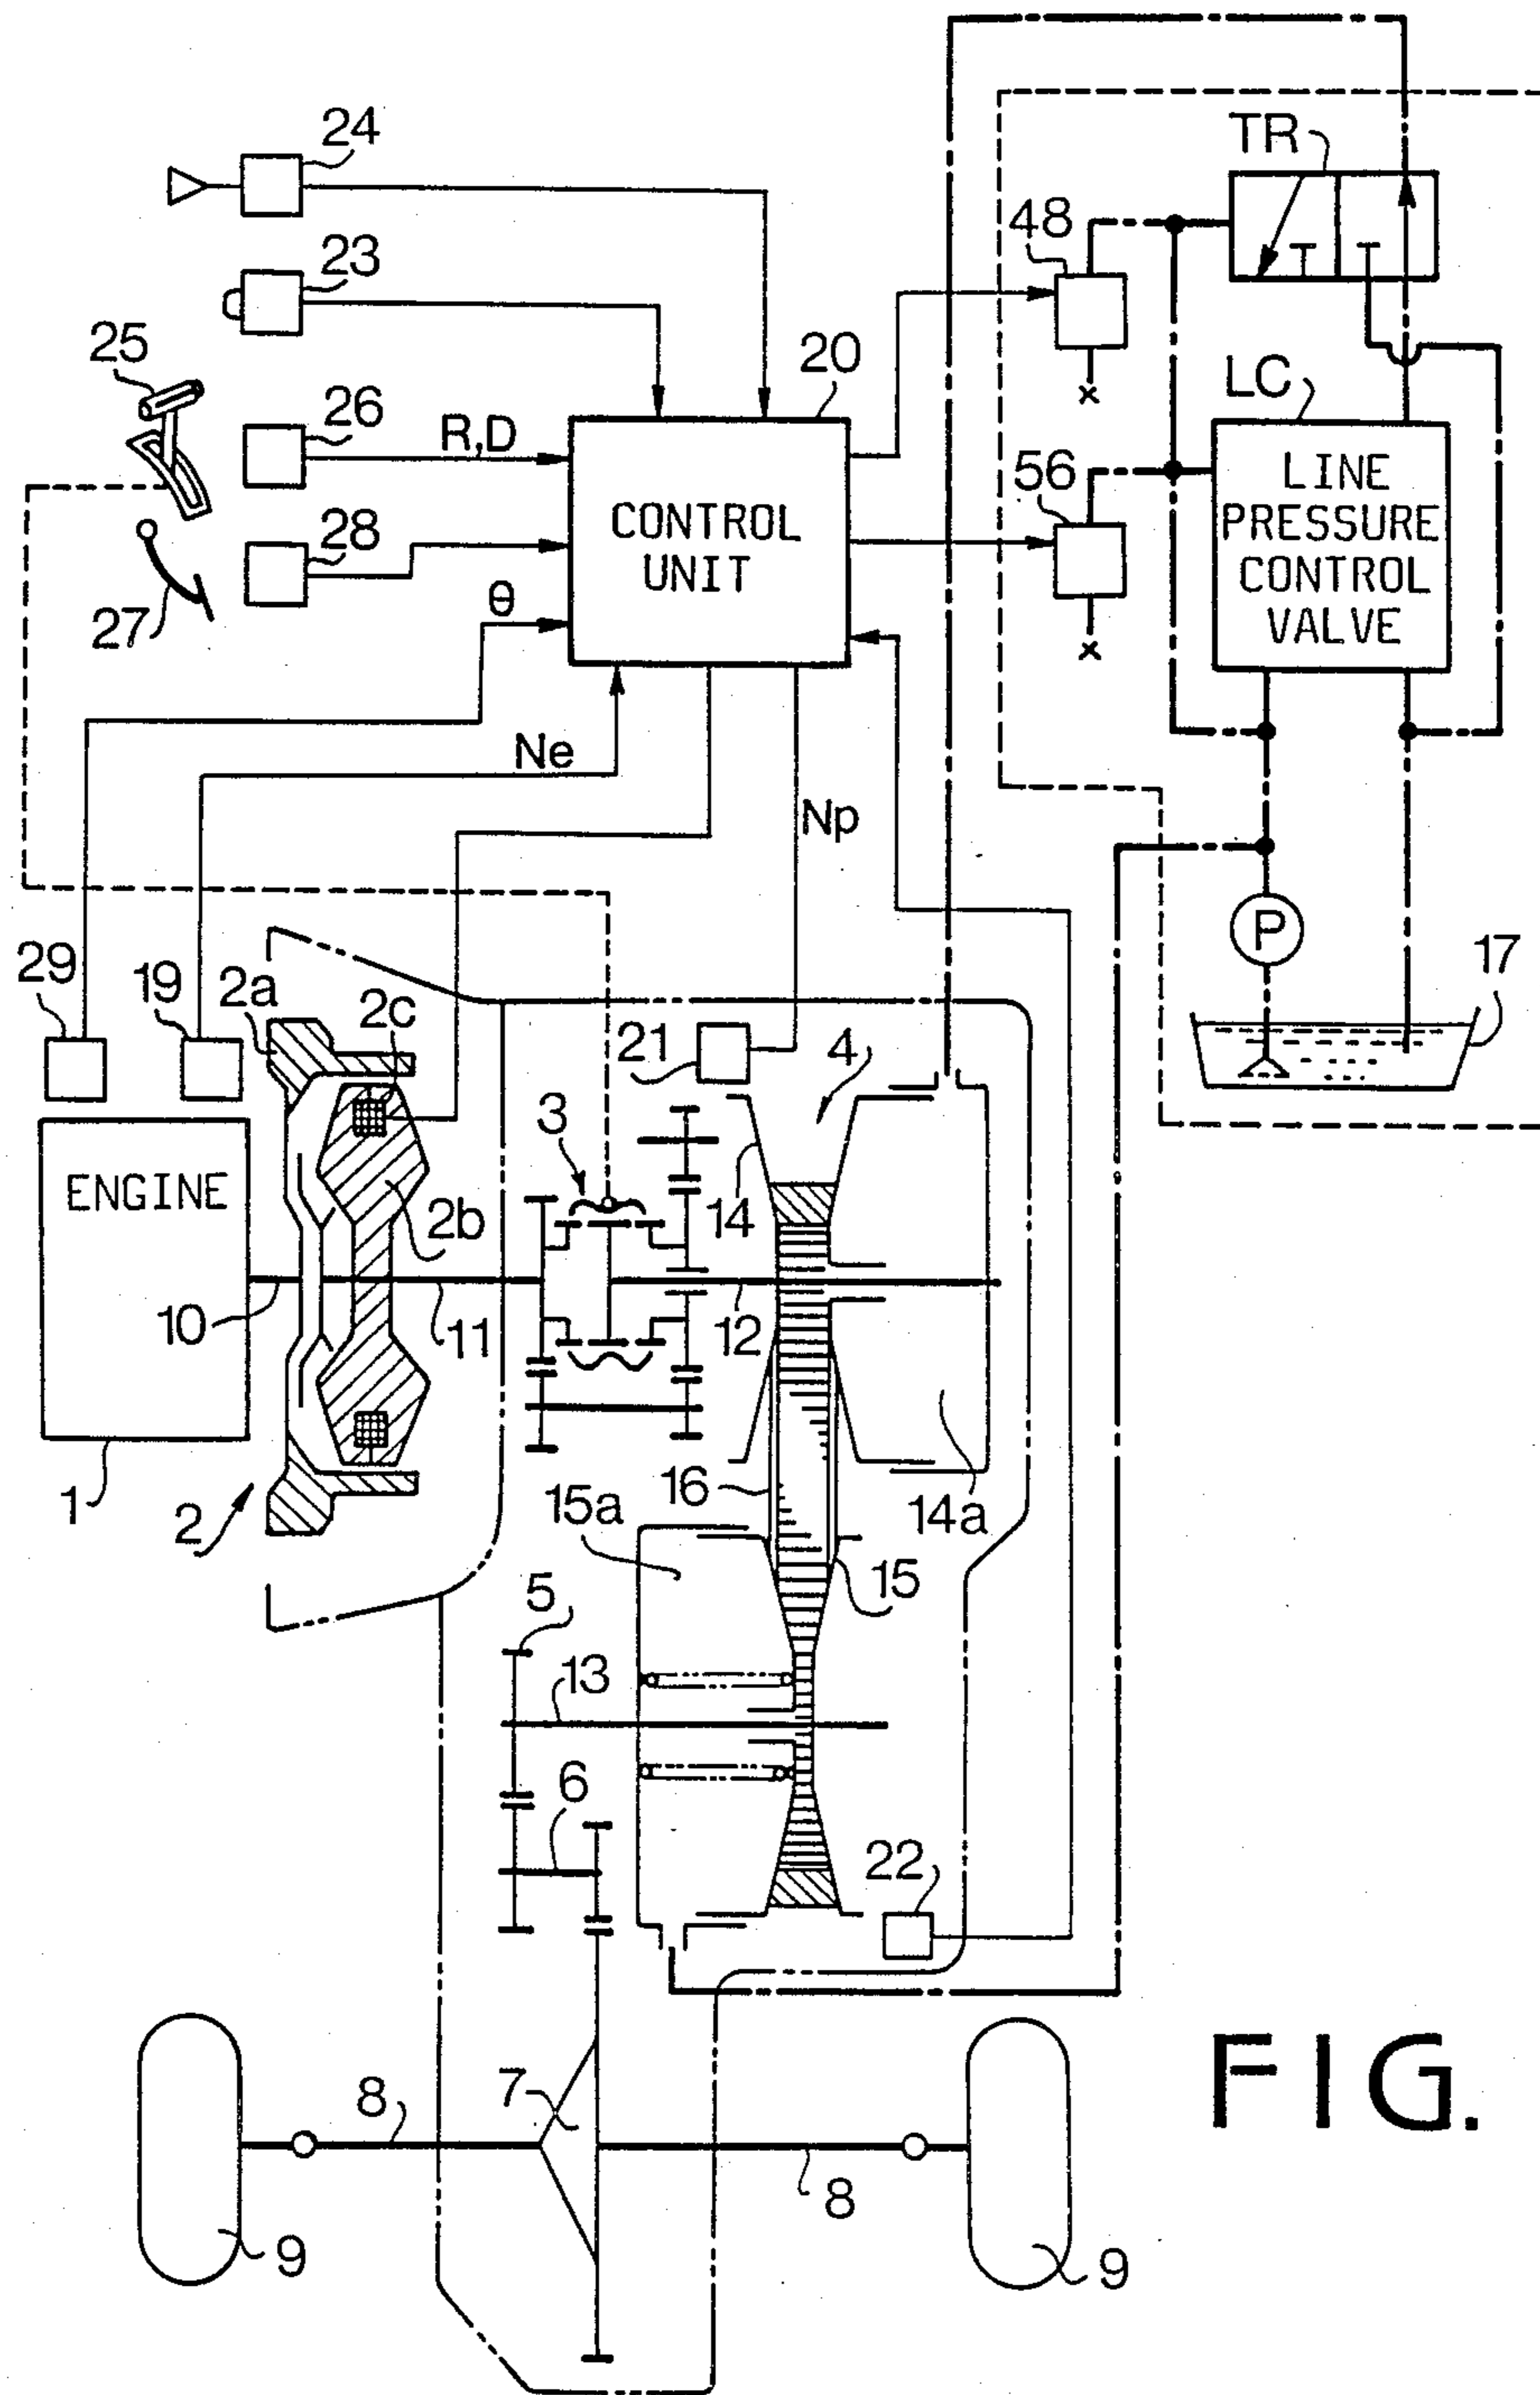 24
TR
48
23
25
20
LC
26
R,D
56
LINE
PRESSURE
CONTROL
VALVE
CONTROL
UNIT
28
27
θ
Ne
Np
P
29
19
2a
2c
17
21
4
3
14
ENGINE
2b
10
11
12
16
14a
1
2
15a
15
5
13
6
22
7
8
8
9
9
FIG.